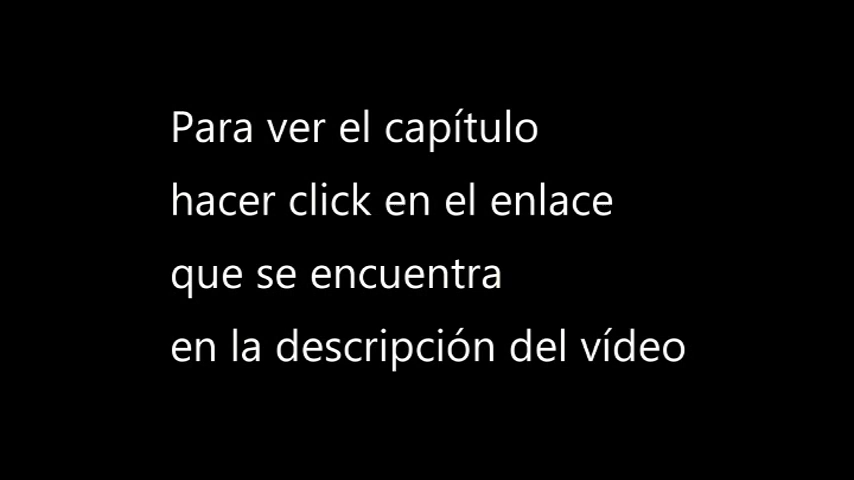 Para ver el capítulo
hacer click en el enlace
que se encuentra
en la descripción del vídeo